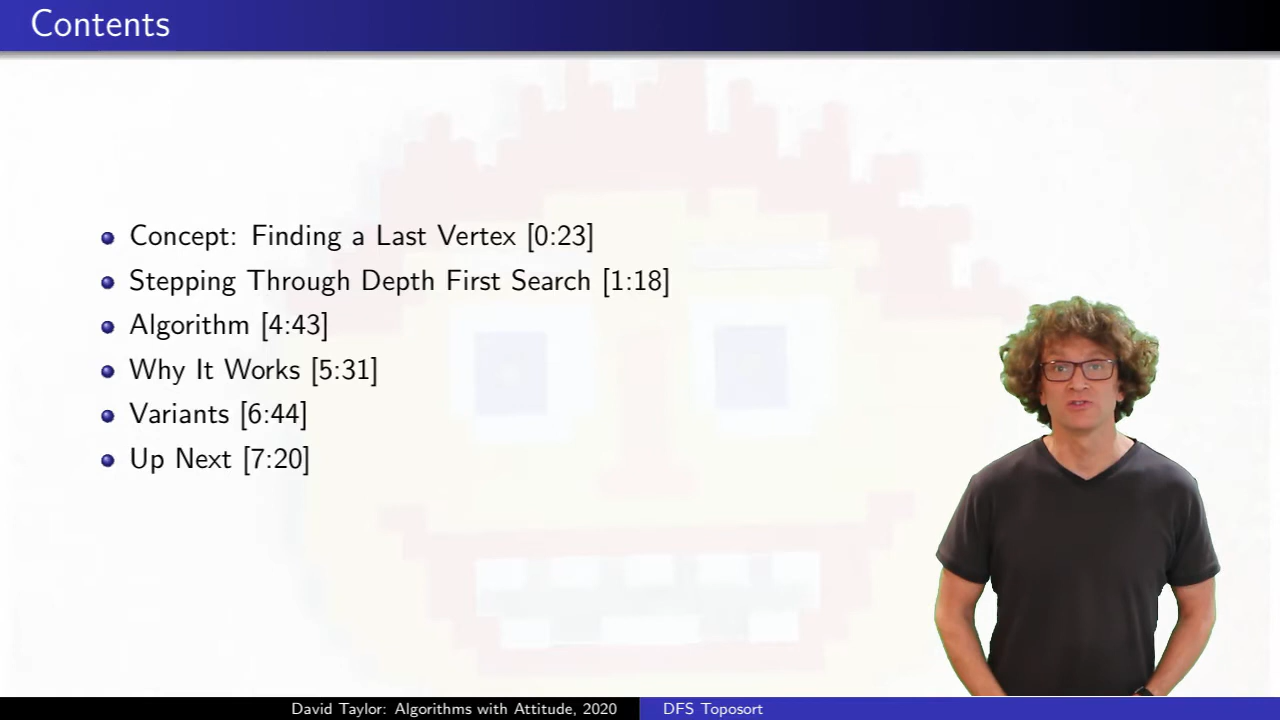 Contents
Concept: Finding a Last Vertex [0:23]
Stepping Through Depth First Search [1:18]
Algorithm [4:43]
Why It Works [5:31]
Variants [6:44]
Up Next [7:20]
David Taylor: Algorithms with Attitude, 2020
DFS Toposort